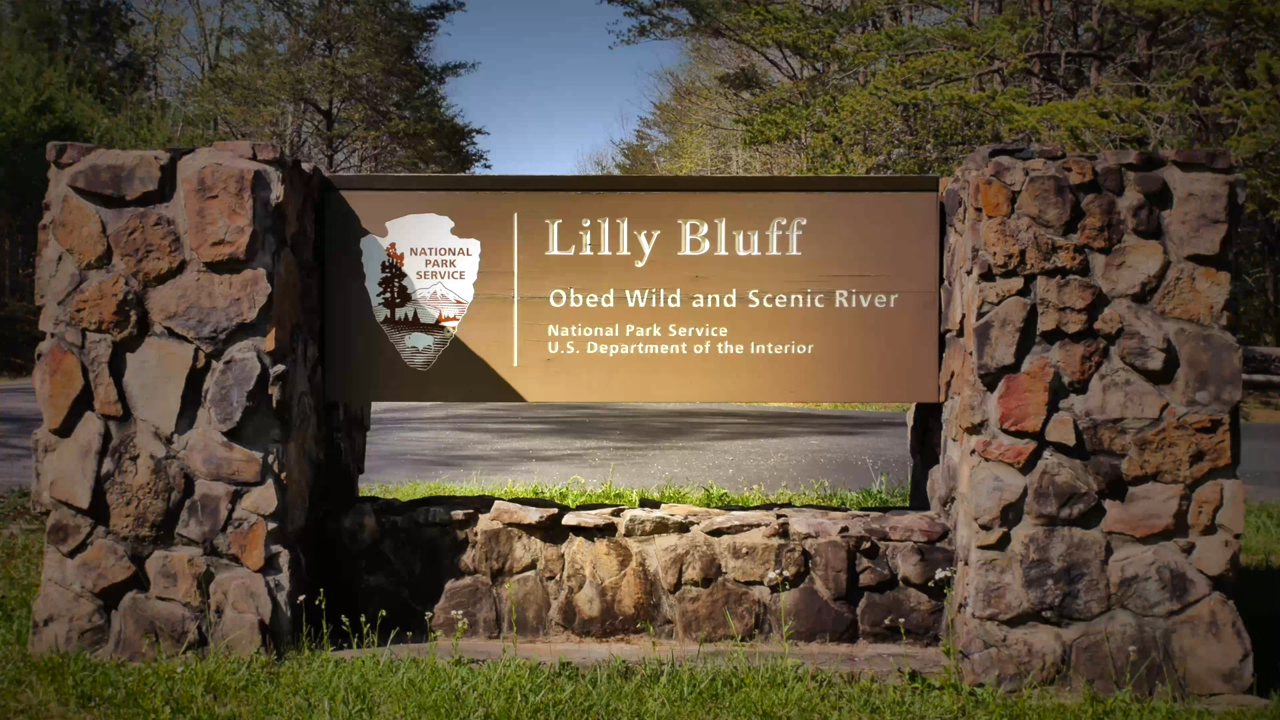 NATIONAL
PARK
SERVICE
Lilly Bluff
Obed Wild and Scenic River
National Park Service
U.S. Department of the Interior